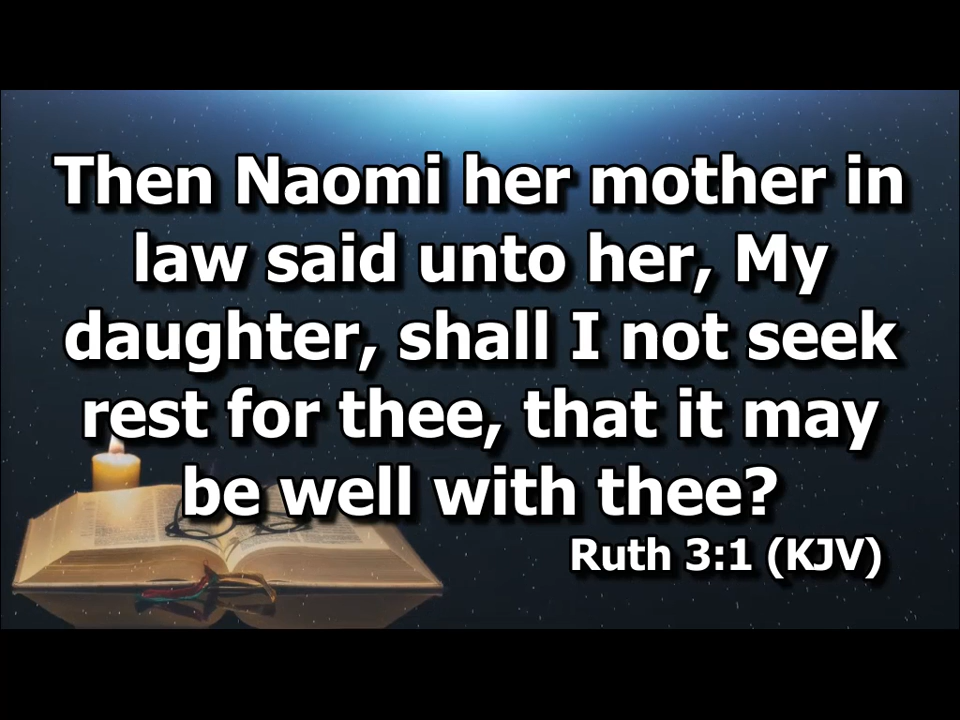 Then Naomi her mother in
law said unto her, My
daughter, shall I not seek
rest for thee, that it may
be well with thee?
Ruth 3:1 (KJV)